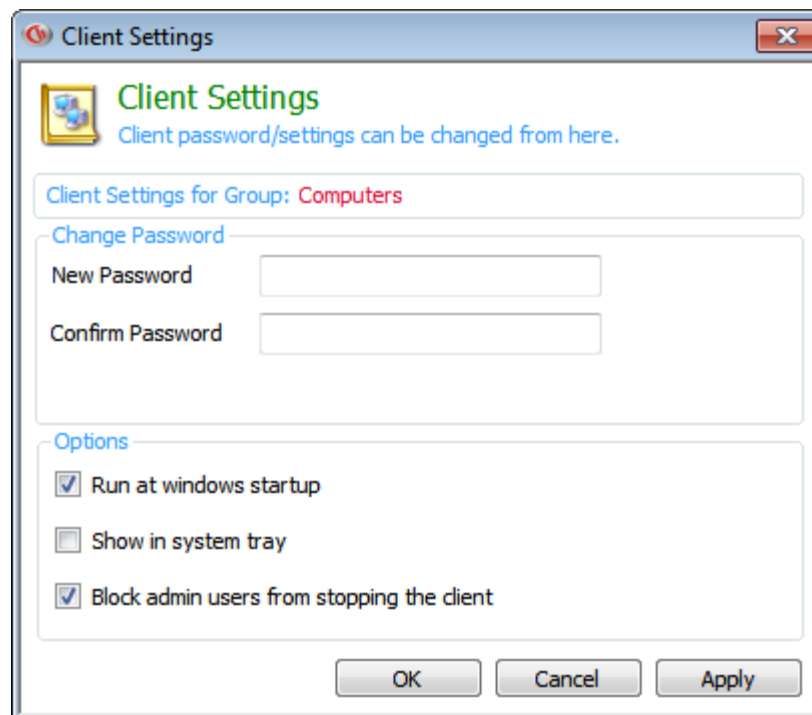 Client Settings
Client Settings
Client password/settings can be changed from here.
Client Settings for Group: Computers
Change Password
New Password
Confirm Password
Options
Run at windows startup
Show in system tray
Block admin users from stopping the client
OK Cancel Apply